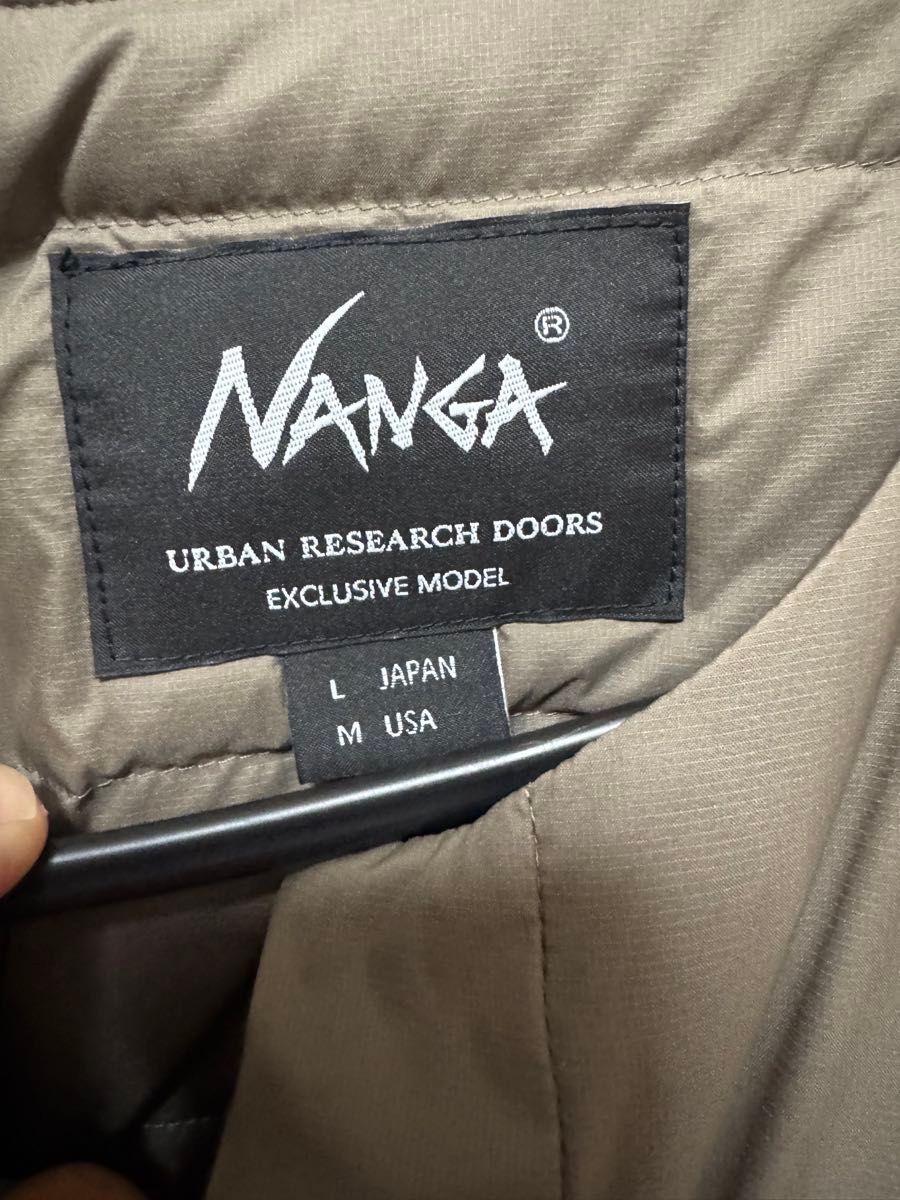 NANGA®
URBAN RESEARCH DOORS
EXCLUSIVE MODEL
L JAPAN
M USA